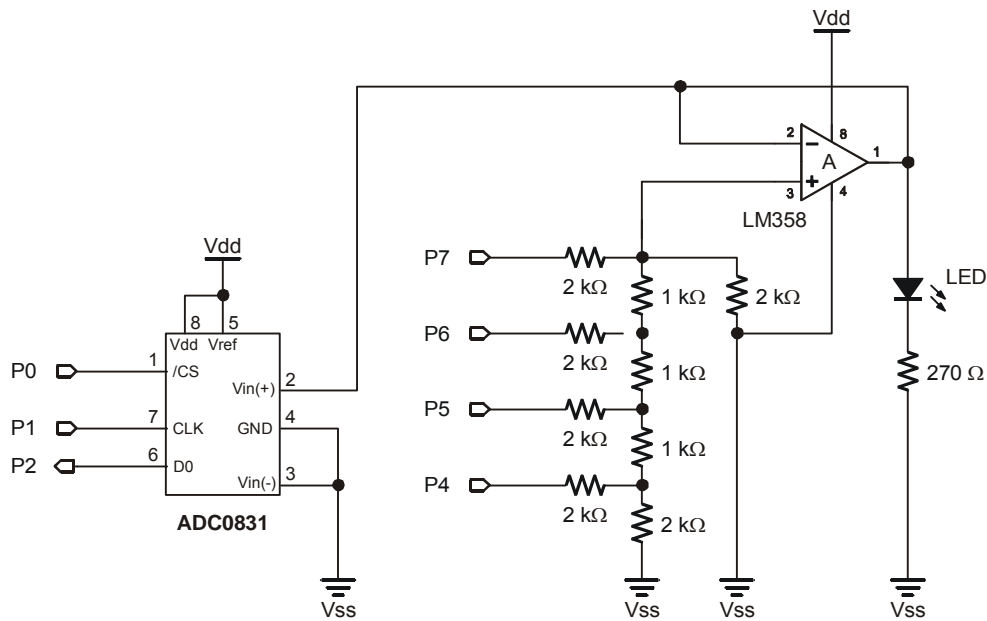 Vdd
2
8
A
1
3
4
LM358
P7
2 kΩ
1 kΩ
2 kΩ
LED
P6
2 kΩ
1 kΩ
270 Ω
P5
2 kΩ
1 kΩ
P4
2 kΩ
2 kΩ
Vdd
8
5
Vdd
Vref
P0
1
/CS
Vin(+)
2
P1
7
CLK
GND
4
P2
6
D0
Vin(-)
3
ADC0831
Vss
Vss
Vss
Vss